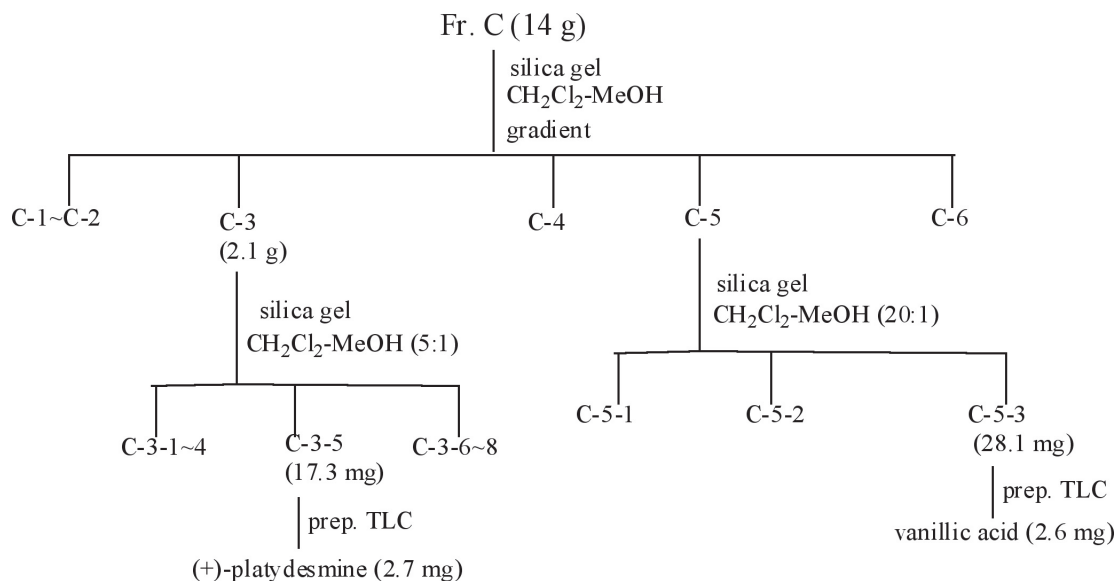 Fr. C (14 g)
silica gel
CH₂Cl₂-MeOH
gradient
C-1~C-2
C-3
(2.1 g)
C-4
C-5
C-6
silica gel
CH₂Cl₂-MeOH (5:1)
silica gel
CH₂Cl₂-MeOH (20:1)
C-3-1~4
C-3-5
(17.3 mg)
C-3-6~8
C-5-1
C-5-2
C-5-3
(28.1 mg)
prep. TLC
(+)-platydesmine (2.7 mg)
prep. TLC
vanillic acid (2.6 mg)